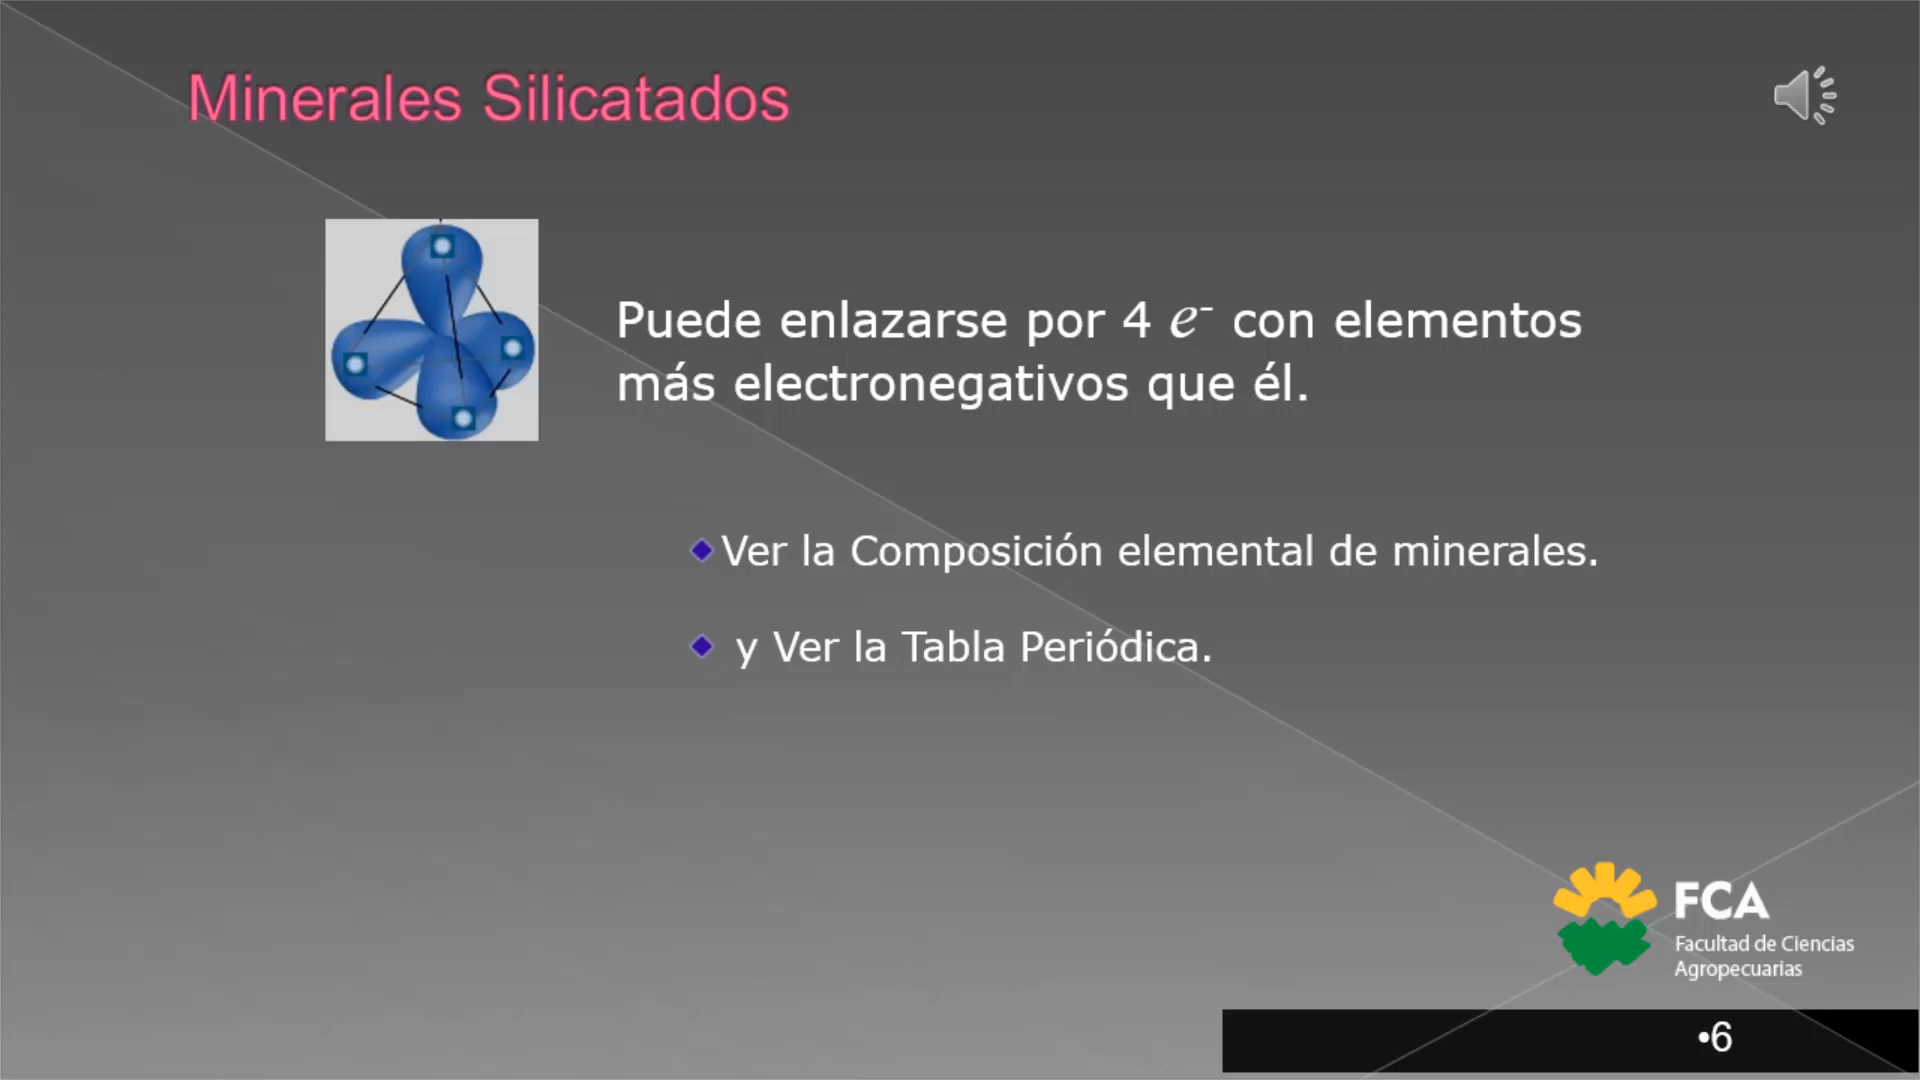 Minerales Silicatados
Puede enlazarse por 4 e⁻ con elementos
más electronegativos que él.
◆Ver la Composición elemental de minerales.
◆ y Ver la Tabla Periódica.
FCA
Facultad de Ciencias
Agropecuarias
•6